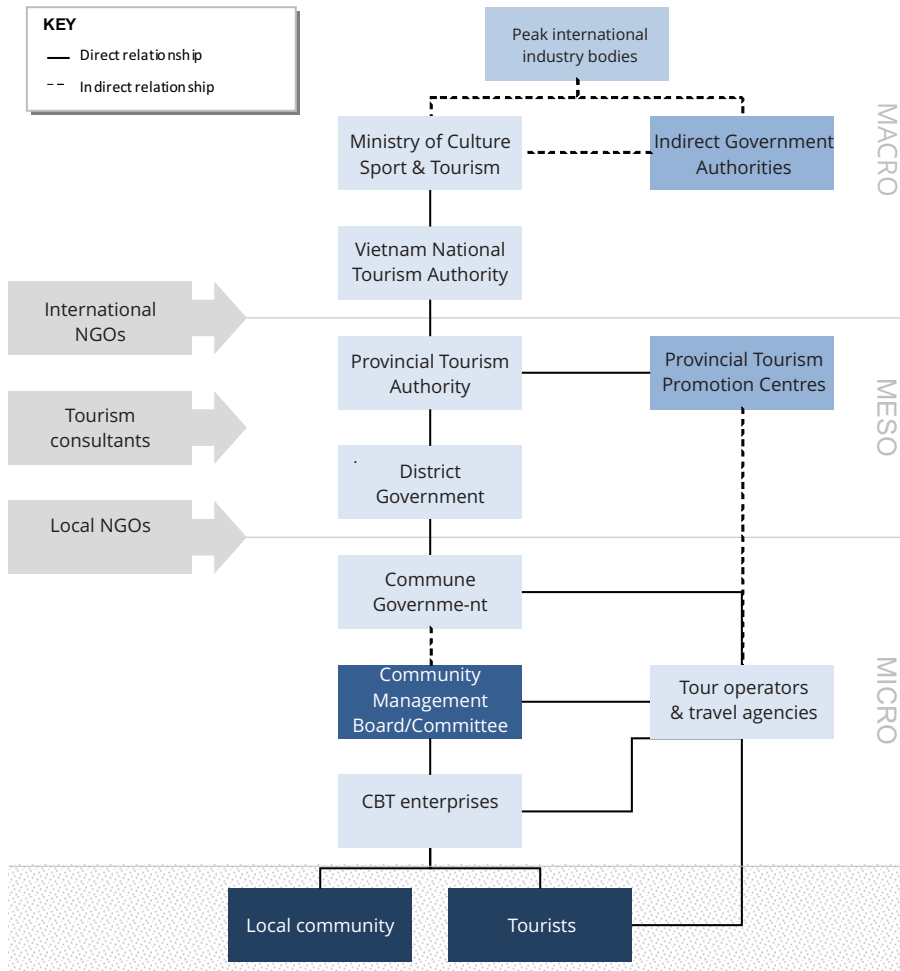 KEY
Direct relationship
Indirect relationship
Peak international
industry bodies
MACRO
Ministry of Culture
Sport & Tourism
Indirect Government
Authorities
Vietnam National
Tourism Authority
International
NGOs
Provincial Tourism
Authority
Provincial Tourism
Promotion Centres
MESO
Tourism
consultants
.
District
Government
Local NGOs
Commune
Governme-nt
Community
Management
Board/Committee
Tour operators
& travel agencies
MICRO
CBT enterprises
Local community
Tourists